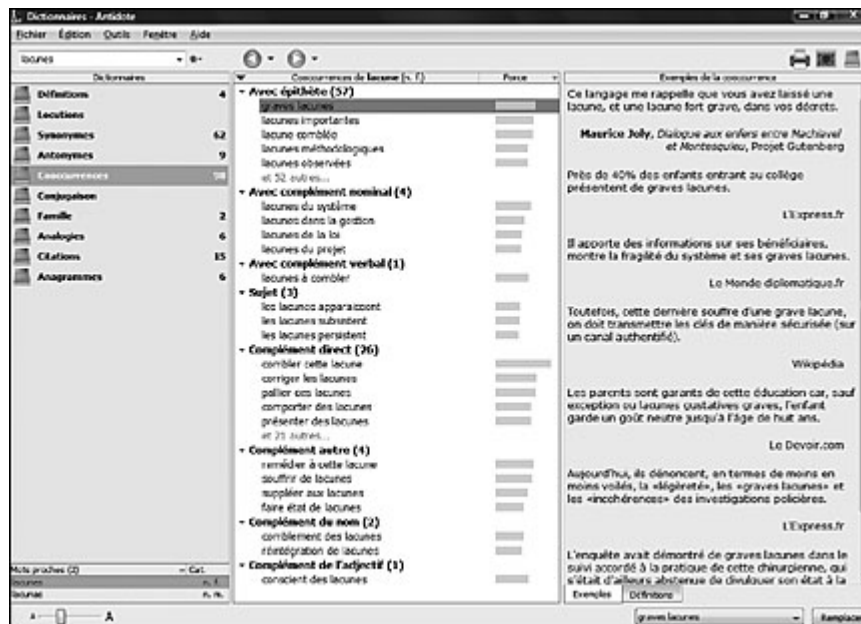 Dictionnaires - Antidote
Fichier Édition Outils Fenêtre Aide
lacunes
Dictionnaires
Définitions 4
Locutions
Synonymes 62
Antonymes 9
Cooccurrences 98
Conjugaison
Famille 2
Analogies 6
Citations 15
Anagrammes 6
Mots proches (2) Cat.
lacunes n. f.
lacunas n. m.
A A
Cooccurrences de lacune (n. f.) Force
Avec épithète (57)
graves lacunes
lacunes importantes
lacune comblée
lacunes méthodologiques
lacunes observées
et 52 autres...
Avec complément nominal (4)
lacunes du système
lacunes dans la gestion
lacunes de la loi
lacunes du projet
Avec complément verbal (1)
lacunes à combler
Sujet (3)
les lacunes apparaissent
les lacunes subsistent
les lacunes persistent
Complément direct (26)
combler cette lacune
corriger les lacunes
pallier ces lacunes
comporter des lacunes
présenter des lacunes
et 21 autres...
Complément autre (4)
remédier à cette lacune
souffrir de lacunes
suppléer aux lacunes
faire état de lacunes
Complément du nom (2)
comblement des lacunes
réintégration de lacunes
Complément de l'adjectif (1)
conscient des lacunes
Exemples de la cooccurrence
Ce langage me rappelle que vous avez laissé une
lacune, et une lacune fort grave, dans vos décrets.
Maurice Joly, Dialogue aux enfers entre Machiavel
et Montesquieu, Projet Gutenberg
Près de 40% des enfants entrant au collège
présentent de graves lacunes.
L'Express.fr
Il apporte des informations sur ses bénéficiaires,
montre la fragilité du système et ses graves lacunes.
Le Monde diplomatique.fr
Toutefois, cette dernière souffre d'une grave lacune,
on doit transmettre les clés de manière sécurisée (sur
un canal authentifié).
Wikipédia
Les parents sont garants de cette éducation car, sauf
exception ou lacunes gustatives graves, l'enfant
garde un goût neutre jusqu'à l'âge de huit ans.
Le Devoir.com
Aujourd'hui, ils dénoncent, en termes de moins en
moins voilés, la «légèreté», les «graves lacunes» et
les «incohérences» des investigations policières.
L'Express.fr
L'enquête avait démontré de graves lacunes dans le
suivi accordé à la pratique de cette chirurgienne, qui
s'était d'ailleurs abstenue de divulguer son état à la
Exemples Définitions
graves lacunes Remplacer